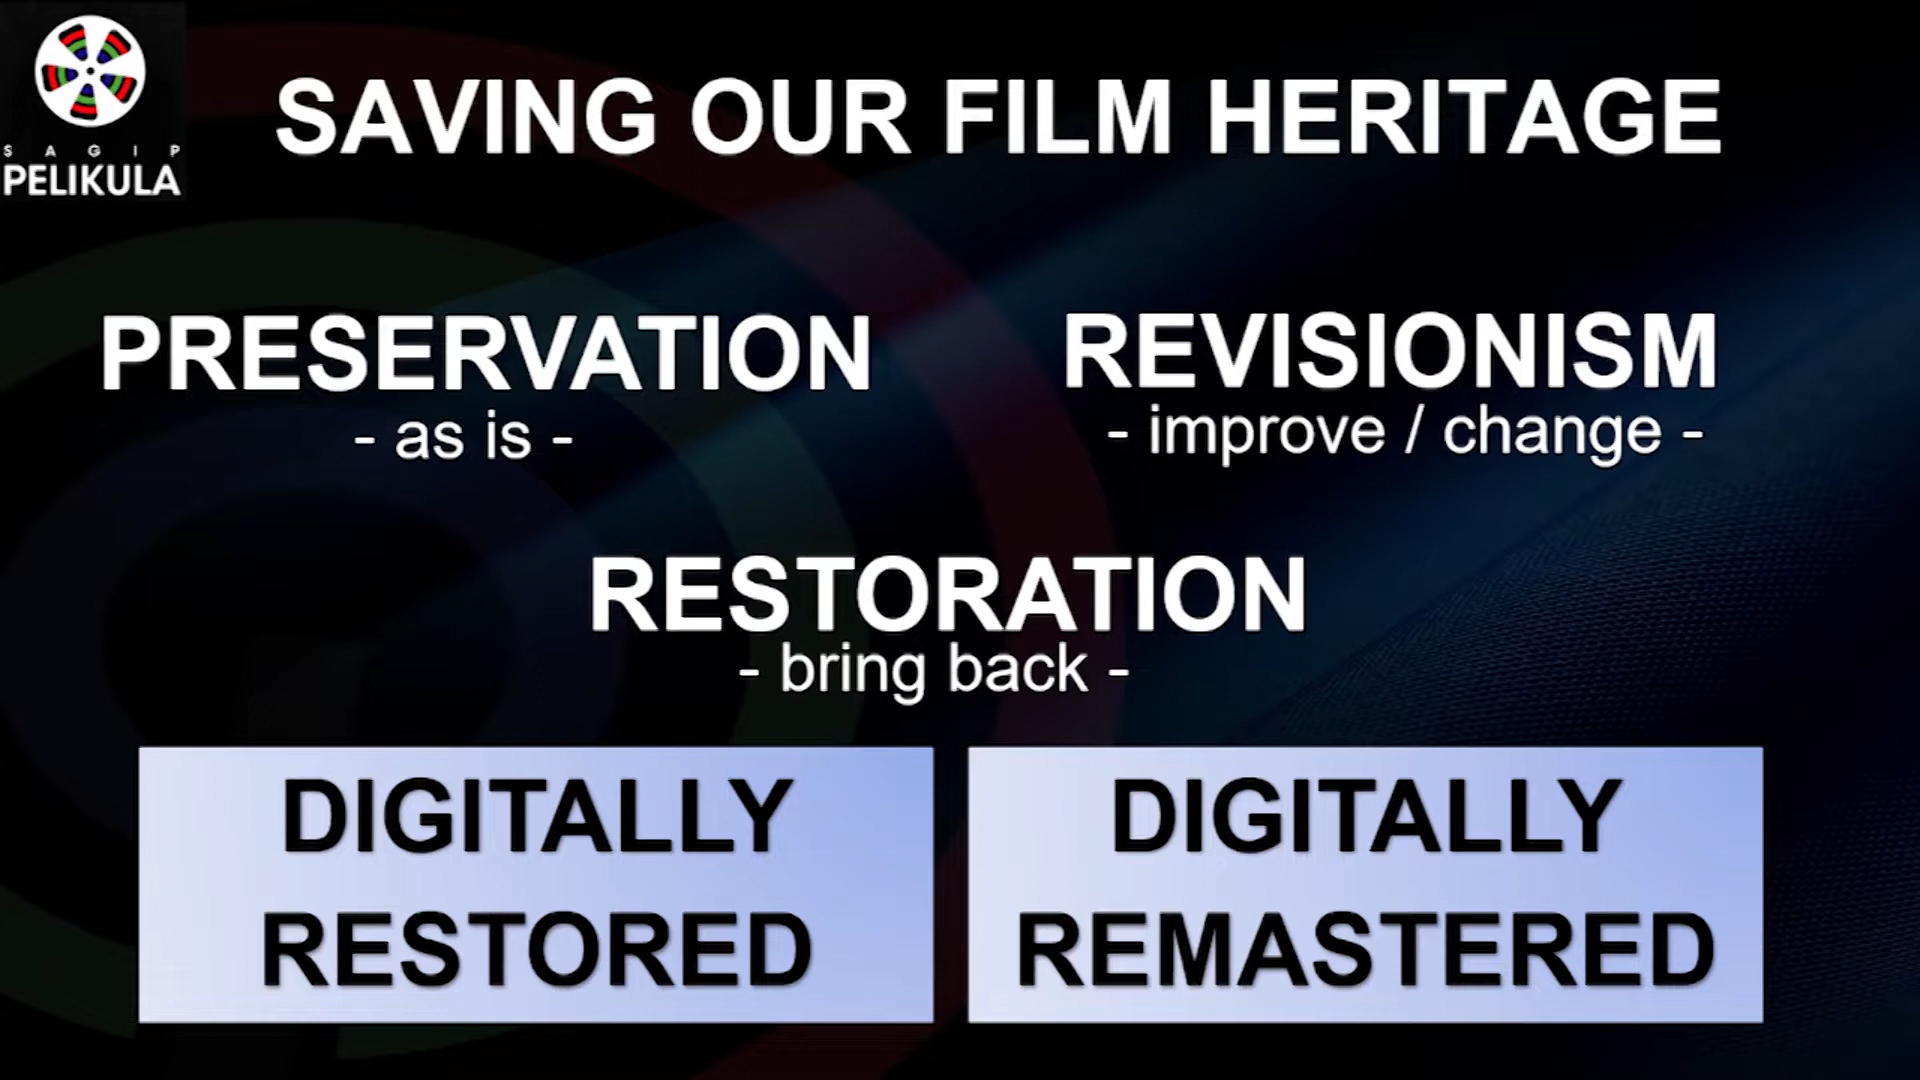 SAGIP
PELIKULA
SAVING OUR FILM HERITAGE
PRESERVATION
- as is -
REVISIONISM
- improve / change -
RESTORATION
- bring back -
DIGITALLY
RESTORED
DIGITALLY
REMASTERED